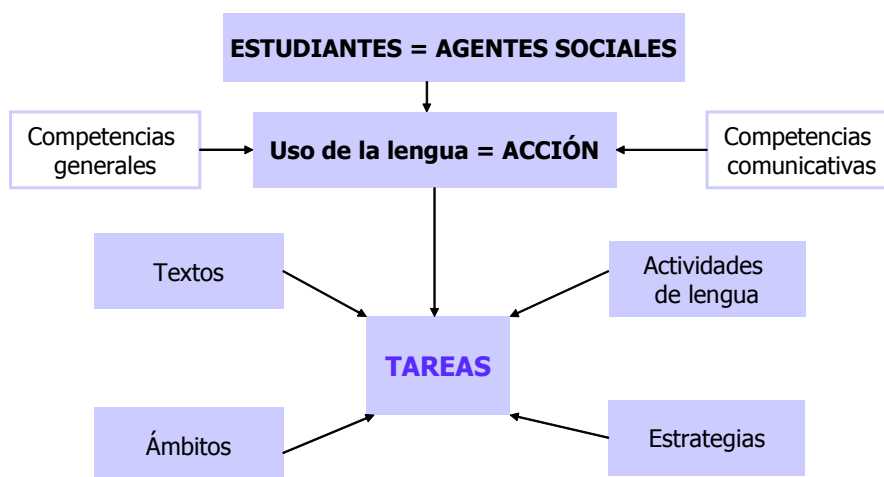 ESTUDIANTES = AGENTES SOCIALES
Competencias
generales
Uso de la lengua = ACCIÓN
Competencias
comunicativas
Textos
Actividades
de lengua
TAREAS
Ámbitos
Estrategias